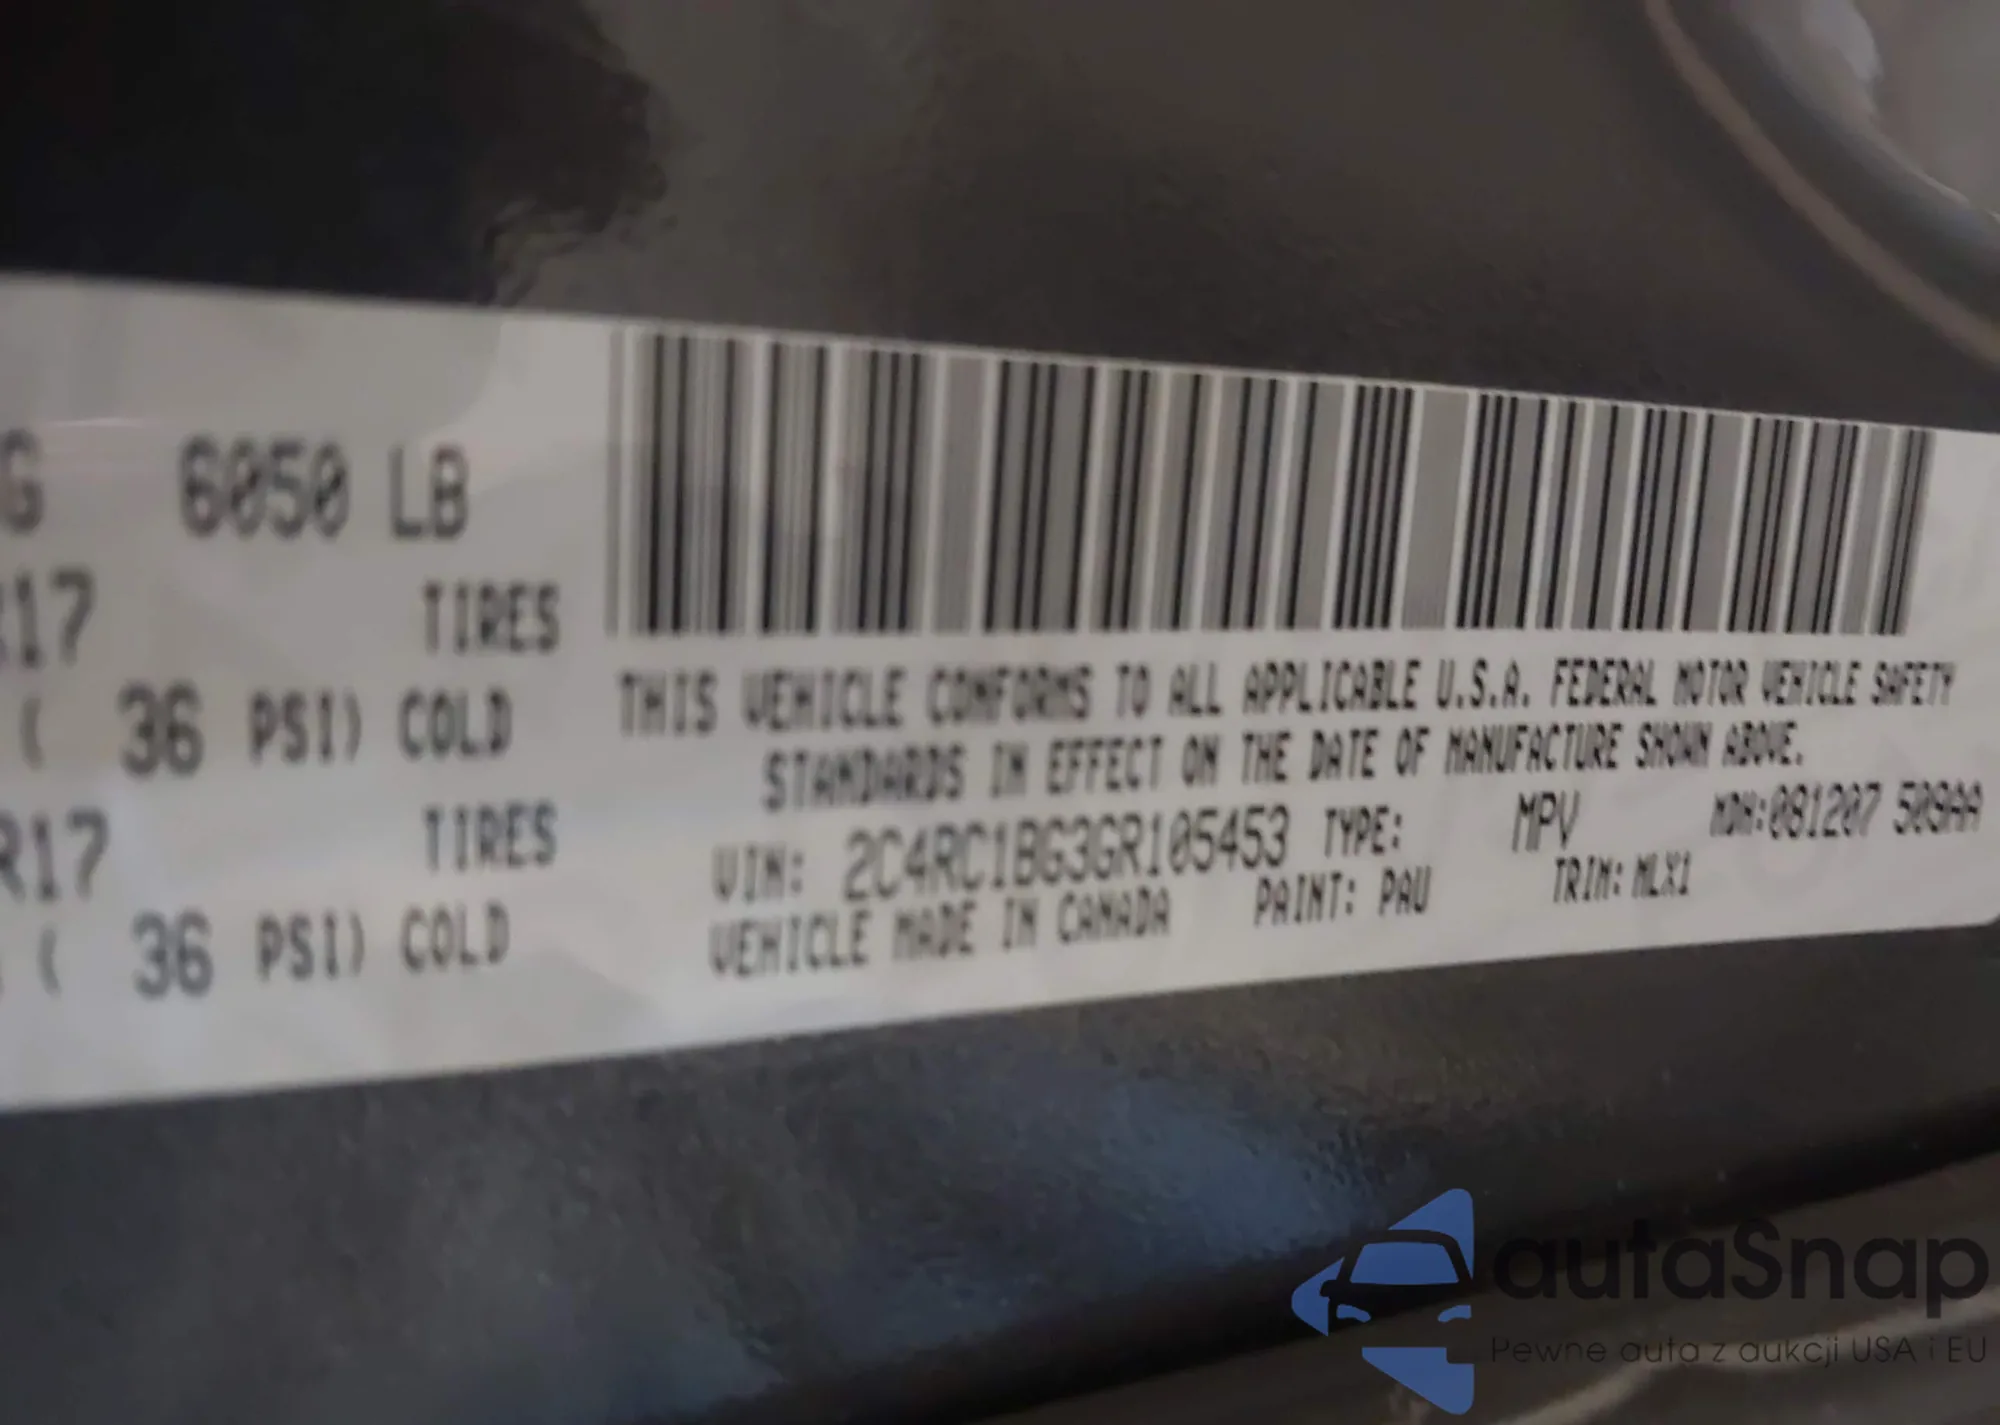 G 6050 LB
R17 TIRES
( 36 PSI) COLD
R17 TIRES
( 36 PSI) COLD
THIS VEHICLE CONFORMS TO ALL APPLICABLE U.S.A. FEDERAL MOTOR VEHICLE SAFETY
STANDARDS IN EFFECT ON THE DATE OF MANUFACTURE SHOWN ABOVE.
VIN: 2C4RC1BG3GR105453 TYPE: MPV MDH:081207 509AA
VEHICLE MADE IN CANADA PAINT: PAU TRIM: MLX1
autaSnap
Pewne auta z aukcji USA i EU